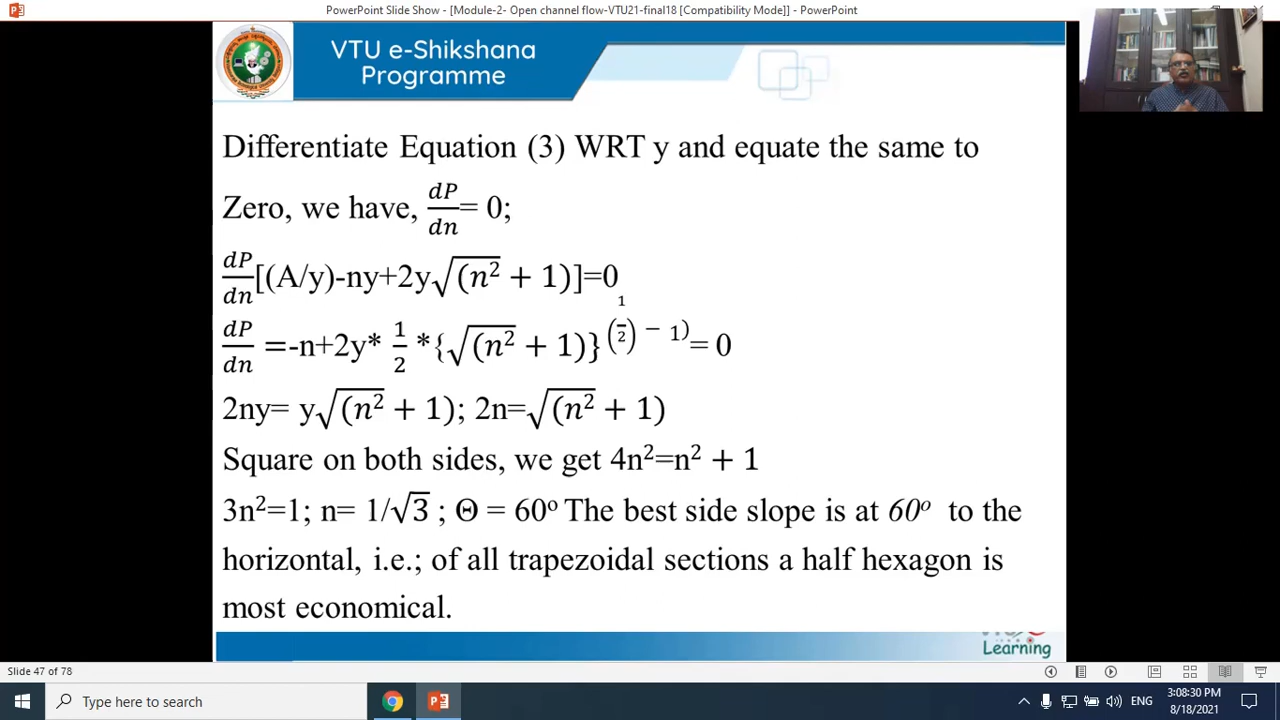 PowerPoint Slide Show - [Module-2- Open channel flow-VTU21-final18 [Compatibility Mode]] - PowerPoint
VTU e-Shikshana
Programme
Differentiate Equation (3) WRT y and equate the same to
Zero, we have, dP/dn = 0;
dP/dn [(A/y)-ny+2y√(n² + 1)]=0
dP/dn =-n+2y* 1/2 *{√(n² + 1)}^((1/2) − 1) = 0
2ny= y√(n² + 1); 2n=√(n² + 1)
Square on both sides, we get 4n²=n² + 1
3n²=1; n= 1/√3 ; Θ = 60° The best side slope is at 60° to the
horizontal, i.e.; of all trapezoidal sections a half hexagon is
most economical.
Learning
Slide 47 of 78
Type here to search
ENG
3:08:30 PM
8/18/2021